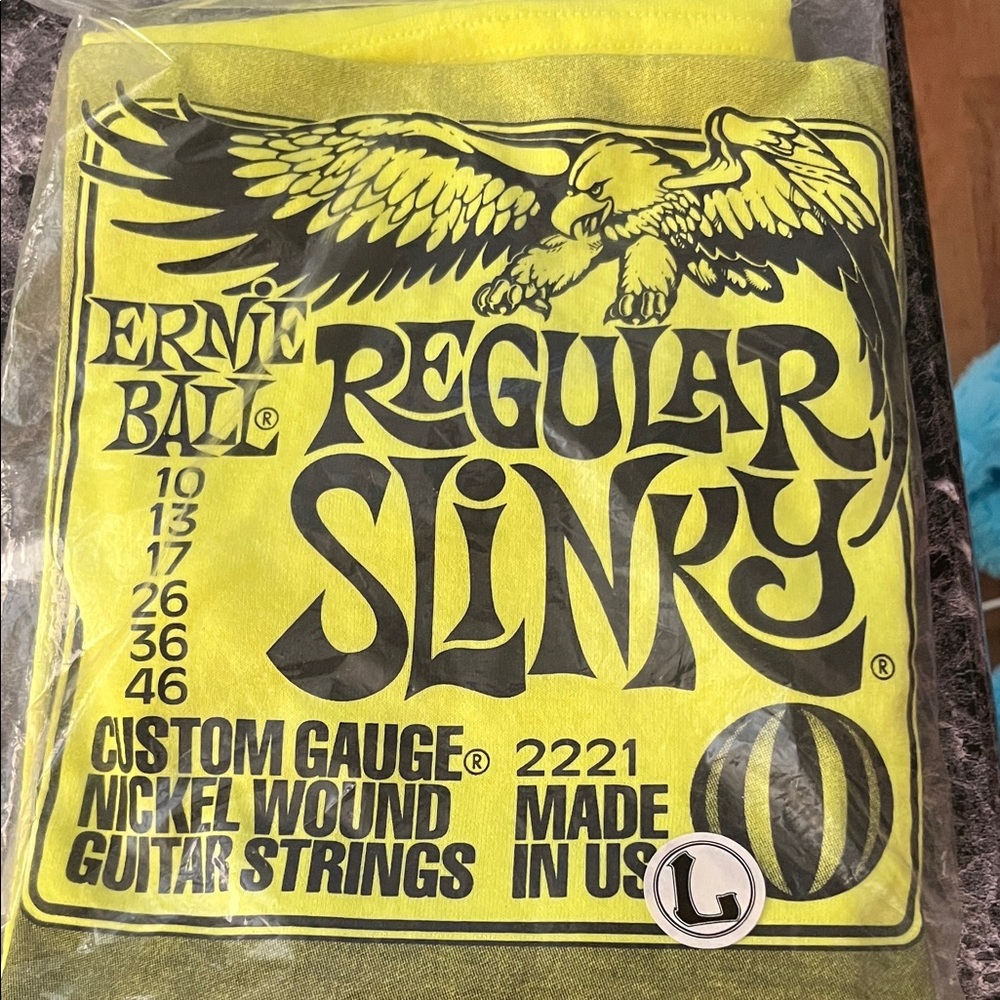 ERNiE
BALL®
REGULAR
SLiNKY®
10
13
17
26
36
46
CUSTOM GAUGE®
NICKEL WOUND
GUITAR STRINGS
2221
MADE
IN US
L